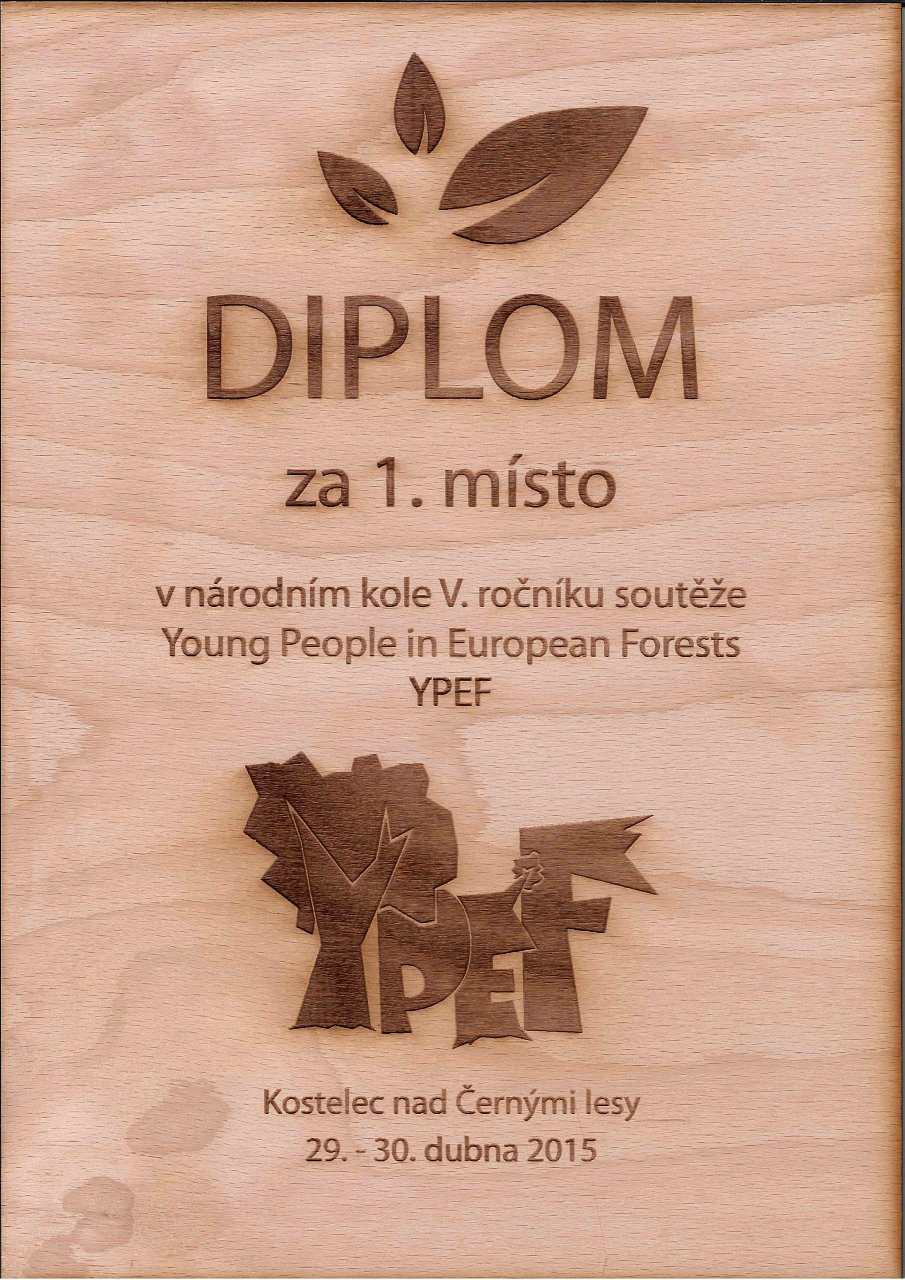 DIPLOM
za 1. místo
v národním kole V. ročníku soutěže
Young People in European Forests
YPEF
YPEF
Kostelec nad Černými lesy
29. - 30. dubna 2015